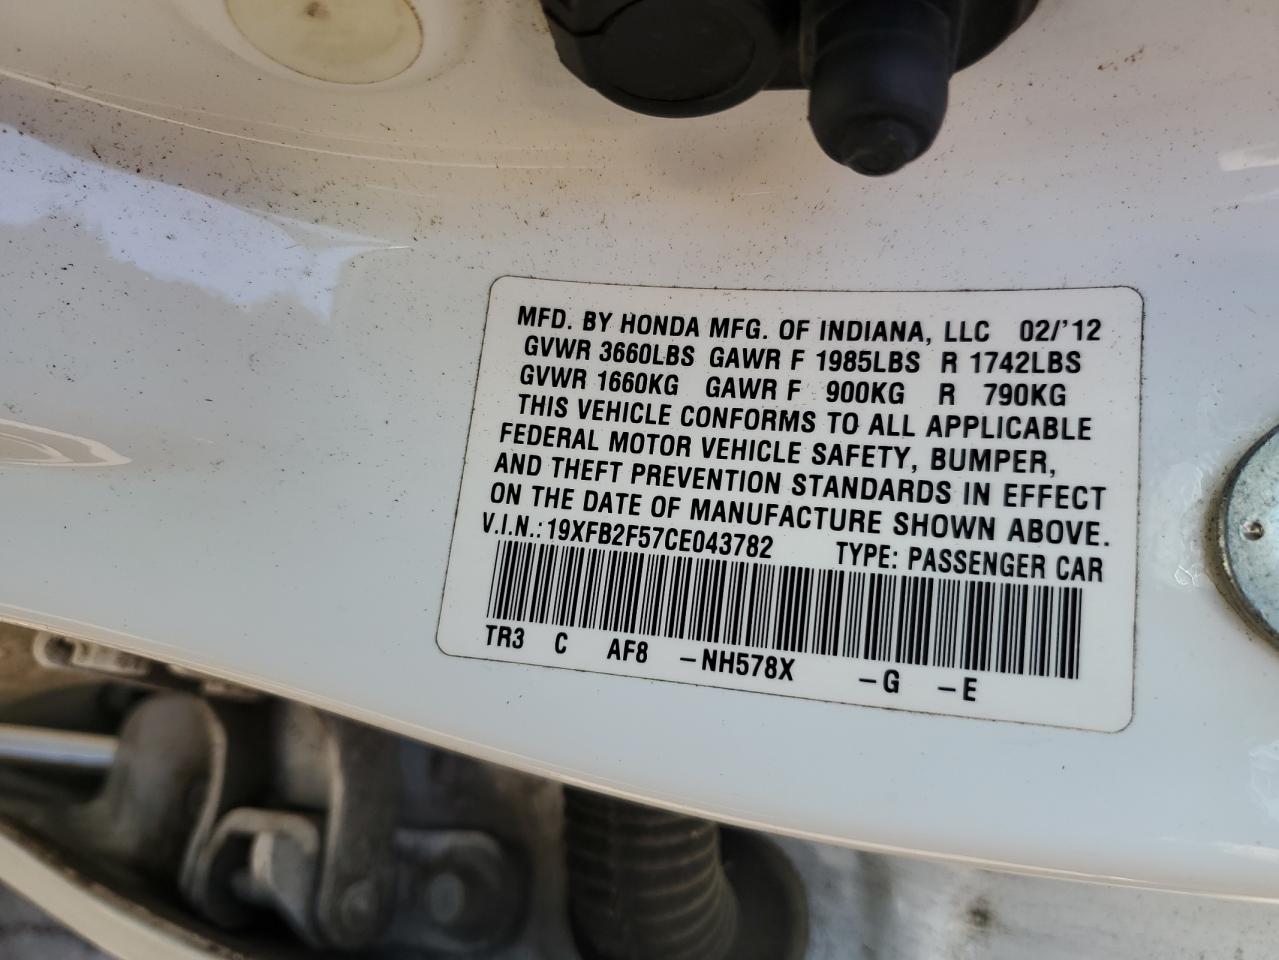 MFD. BY HONDA MFG. OF INDIANA, LLC 02/'12
GVWR 3660LBS GAWR F 1985LBS R 1742LBS
GVWR 1660KG GAWR F 900KG R 790KG
THIS VEHICLE CONFORMS TO ALL APPLICABLE
FEDERAL MOTOR VEHICLE SAFETY, BUMPER,
AND THEFT PREVENTION STANDARDS IN EFFECT
ON THE DATE OF MANUFACTURE SHOWN ABOVE.
V.I.N.: 19XFB2F57CE043782 TYPE: PASSENGER CAR
TR3 C AF8 -NH578X -G -E